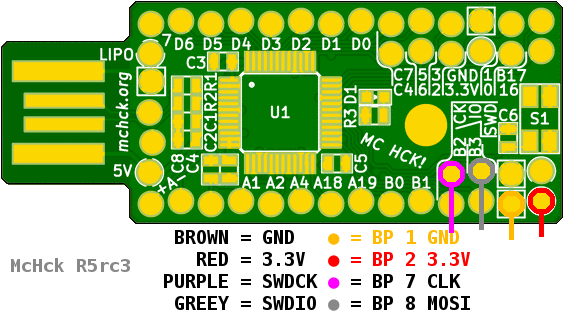 7 D6 D5 D4 D3 D2 D1 D0
LIPO
C3
C7 5 3 GND 1 B17
C4 6 2 3.3V 0 16
mchck.org
R1
R2
C1
C2
U1
D1
R3
MC HCK!
B2 /CLK
B3 /IO
SWD
C6
S1
5V
+A-
C8
C4
A1 A2 A4 A18 C5 A19 B0 B1
BROWN = GND = BP 1 GND
RED = 3.3V = BP 2 3.3V
McHck R5rc3
PURPLE = SWDCK = BP 7 CLK
GREEY = SWDIO = BP 8 MOSI